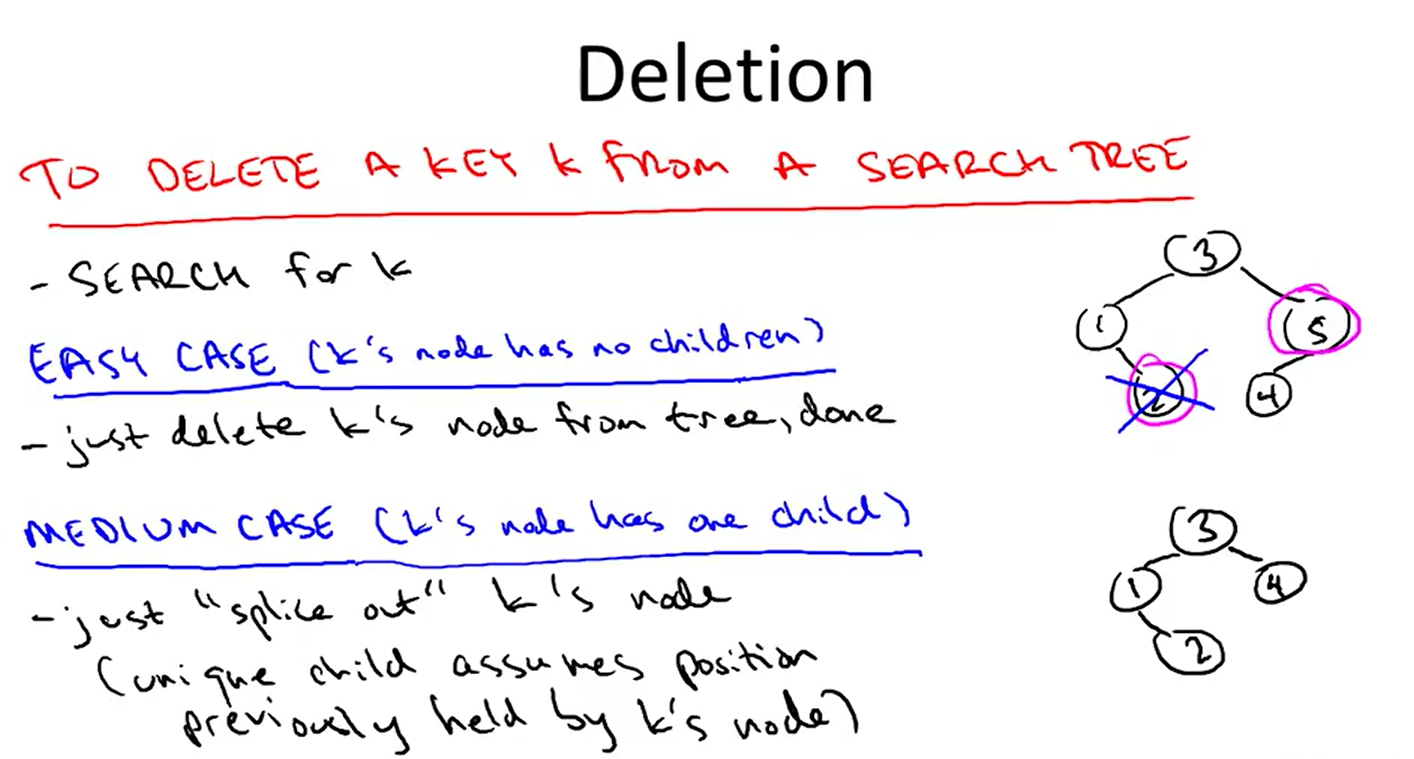 Deletion
TO DELETE A KEY k FROM A SEARCH TREE
- SEARCH for k
EASY CASE (k's node has no children)
- just delete k's node from tree, done
MEDIUM CASE (k's node has one child)
- just "splice out" k's node
(unique child assumes position
previously held by k's node)
3
1 5
2 4
3
1 4
2